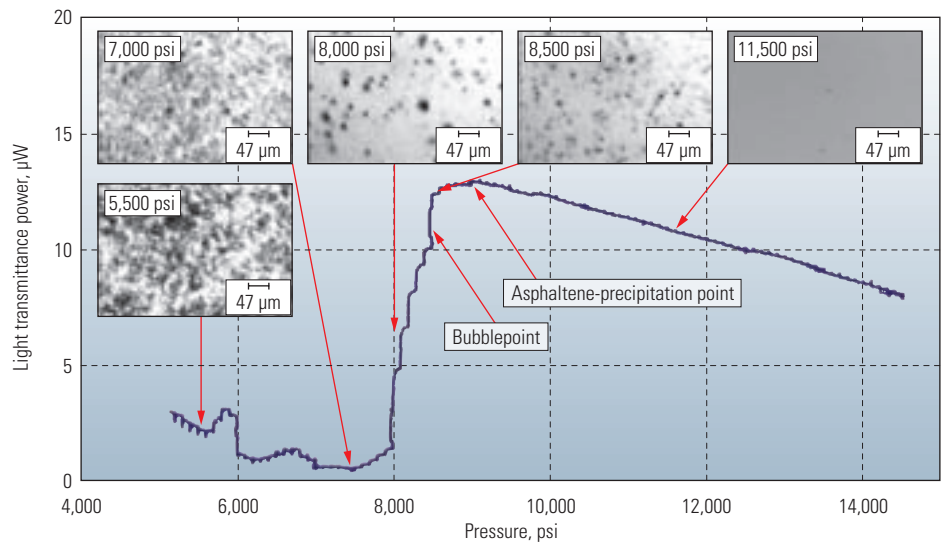 20
15
10
5
0
Light transmittance power, µW
7,000 psi
47 µm
8,000 psi
47 µm
8,500 psi
47 µm
11,500 psi
47 µm
5,500 psi
47 µm
Asphaltene-precipitation point
Bubblepoint
4,000
6,000
8,000
10,000
12,000
14,000
Pressure, psi